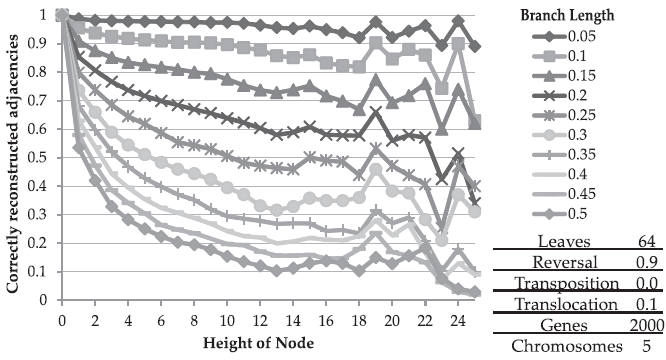 Correctly reconstructed adjacencies
1
0.9
0.8
0.7
0.6
0.5
0.4
0.3
0.2
0.1
0
0 2 4 6 8 10 12 14 16 18 20 22 24
Height of Node
Branch Length
0.05
0.1
0.15
0.2
0.25
0.3
0.35
0.4
0.45
0.5
Leaves 64
Reversal 0.9
Transposition 0.0
Translocation 0.1
Genes 2000
Chromosomes 5